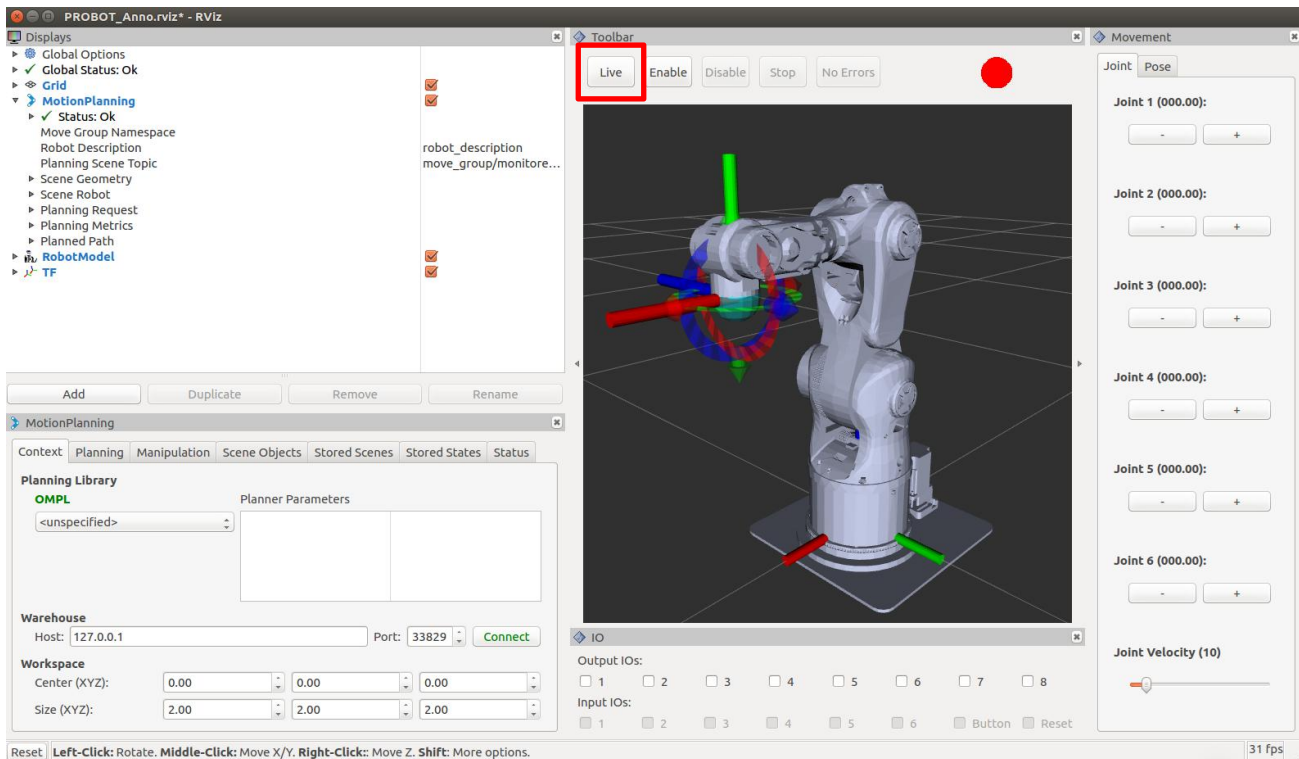 PROBOT_Anno.rviz* - RViz
Displays
Global Options
Global Status: Ok
Grid
MotionPlanning
Status: Ok
Move Group Namespace
Robot Description robot_description
Planning Scene Topic move_group/monitore...
Scene Geometry
Scene Robot
Planning Request
Planning Metrics
Planned Path
RobotModel
TF
Add Duplicate Remove Rename
MotionPlanning
Context Planning Manipulation Scene Objects Stored Scenes Stored States Status
Planning Library
OMPL Planner Parameters
<unspecified>
Warehouse
Host: 127.0.0.1 Port: 33829 Connect
Workspace
Center (XYZ): 0.00 0.00 0.00
Size (XYZ): 2.00 2.00 2.00
Toolbar
Live Enable Disable Stop No Errors
IO
Output IOs:
1 2 3 4 5 6 7 8
Input IOs:
1 2 3 4 5 6 Button Reset
Movement
Joint Pose
Joint 1 (000.00):
- +
Joint 2 (000.00):
- +
Joint 3 (000.00):
- +
Joint 4 (000.00):
- +
Joint 5 (000.00):
- +
Joint 6 (000.00):
- +
Joint Velocity (10)
Reset Left-Click: Rotate. Middle-Click: Move X/Y. Right-Click:: Move Z. Shift: More options. 31 fps